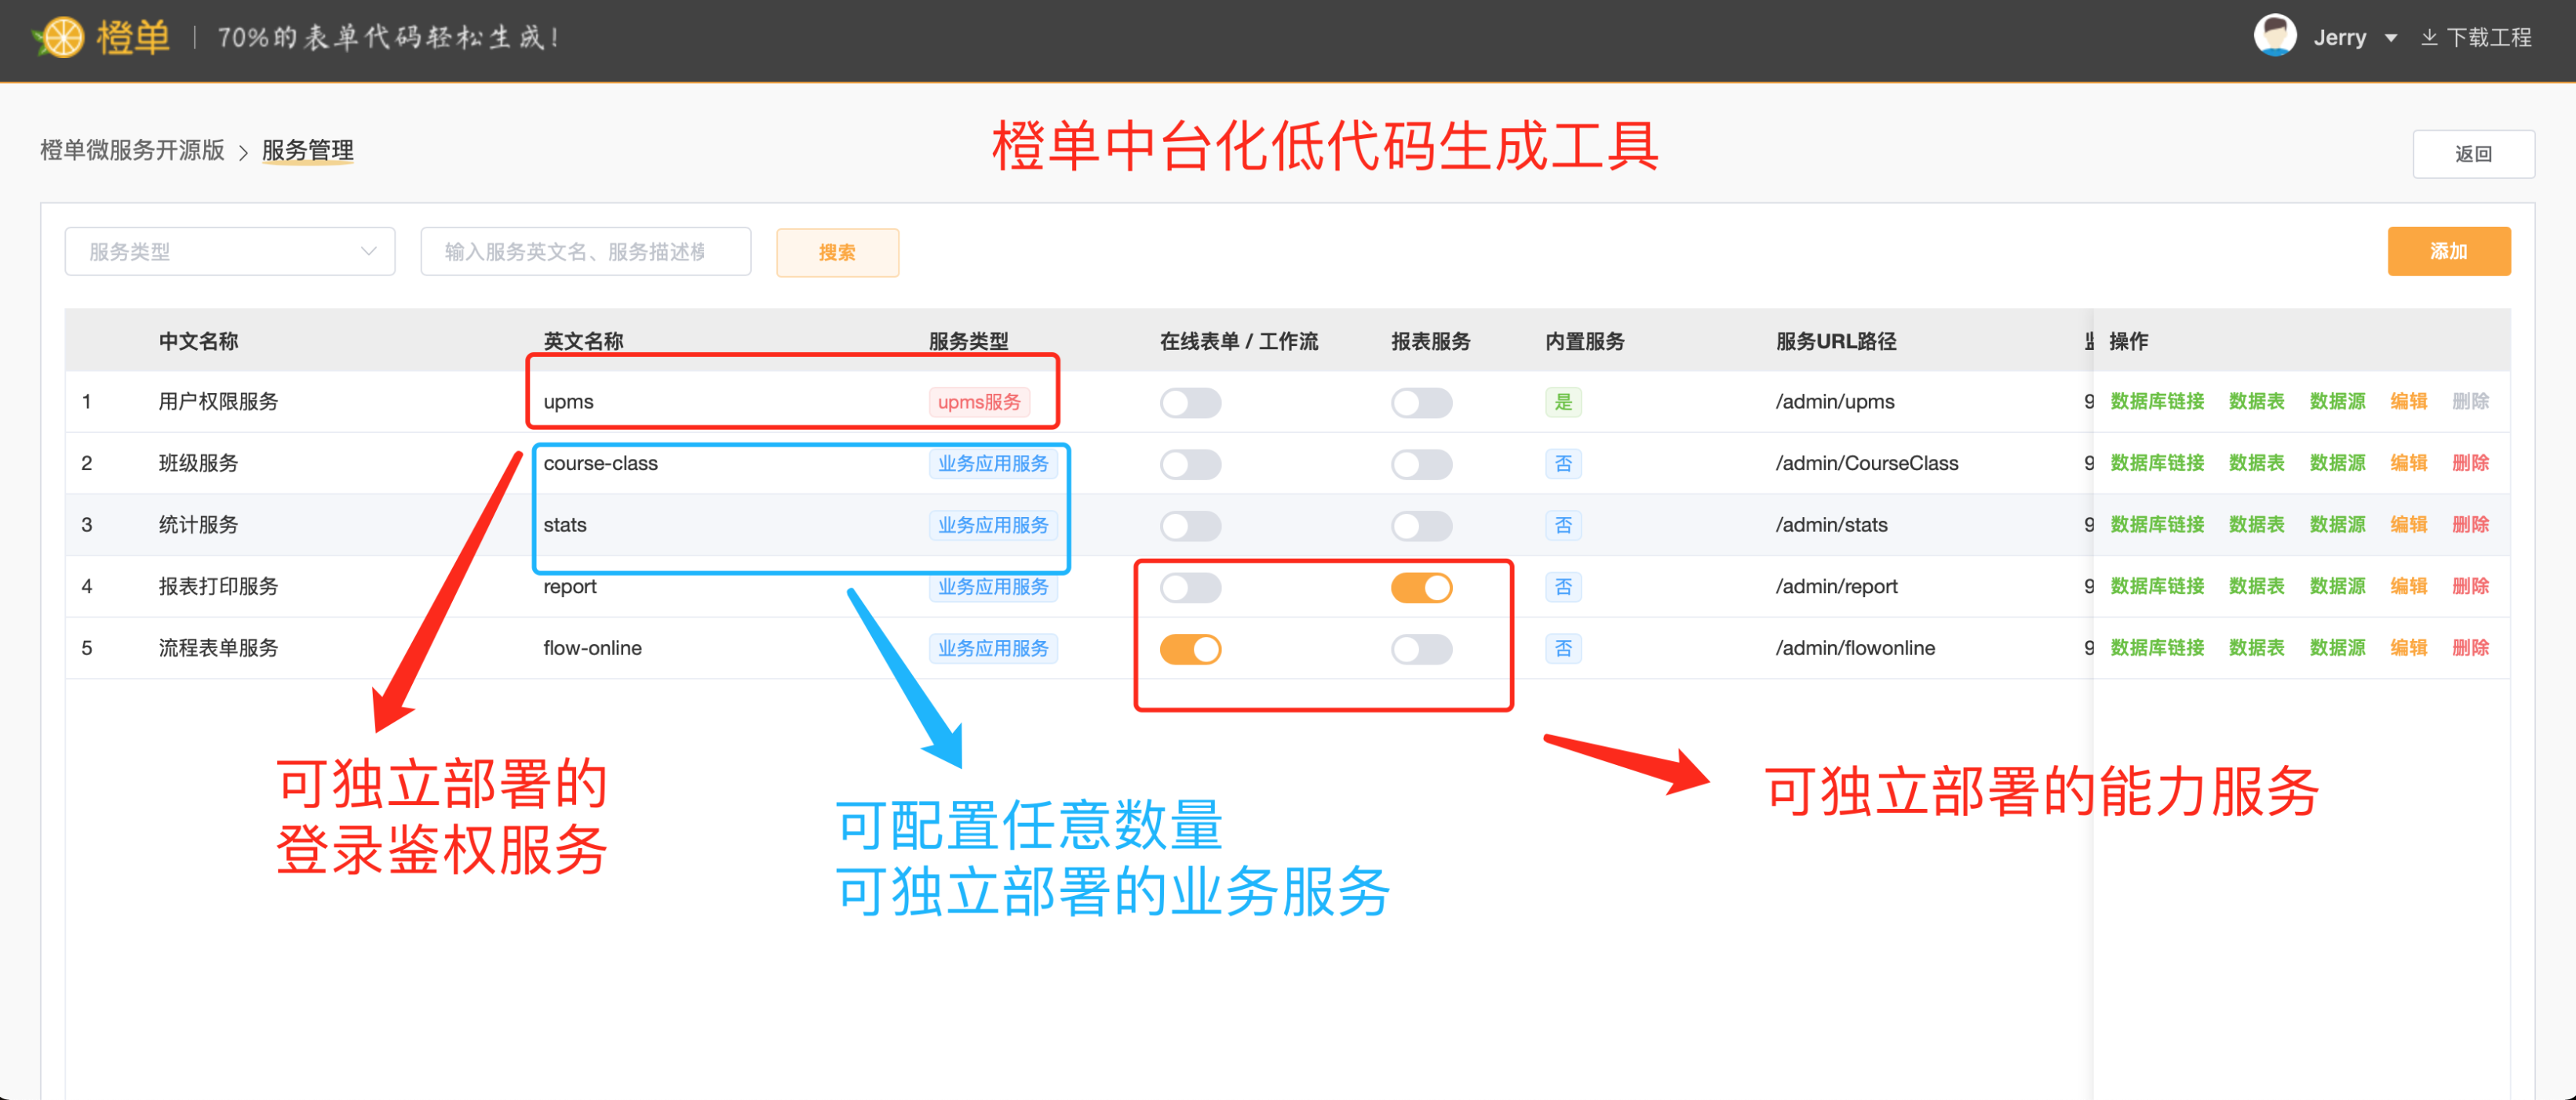 橙单 | 70%的表单代码轻松生成!
Jerry 下载工程
橙单微服务开源版 > 服务管理
橙单中台化低代码生成工具
返回
服务类型
输入服务英文名、服务描述
搜索
添加
中文名称 英文名称 服务类型 在线表单 / 工作流 报表服务 内置服务 服务URL路径 操作
1 用户权限服务 upms upms服务 是 /admin/upms 9 数据库链接 数据表 数据源 编辑 删除
2 班级服务 course-class 业务应用服务 否 /admin/CourseClass 9 数据库链接 数据表 数据源 编辑 删除
3 统计服务 stats 业务应用服务 否 /admin/stats 9 数据库链接 数据表 数据源 编辑 删除
4 报表打印服务 report 业务应用服务 否 /admin/report 9 数据库链接 数据表 数据源 编辑 删除
5 流程表单服务 flow-online 业务应用服务 否 /admin/flowonline 9 数据库链接 数据表 数据源 编辑 删除
可独立部署的
登录鉴权服务
可配置任意数量
可独立部署的业务服务
可独立部署的能力服务